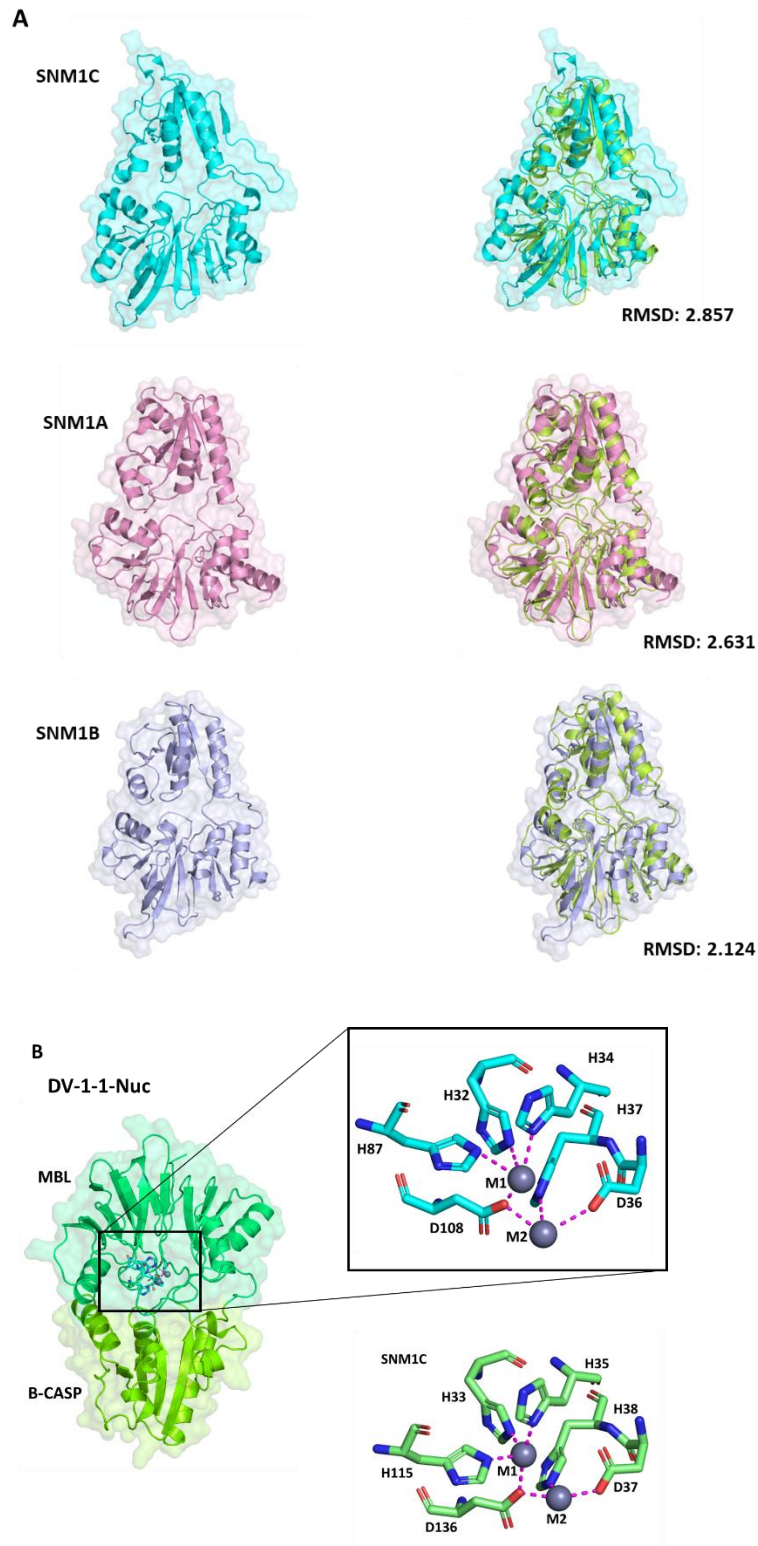 A
SNM1C
RMSD: 2.857
SNM1A
RMSD: 2.631
SNM1B
RMSD: 2.124
B
DV-1-1-Nuc
MBL
B-CASP
H34
H32
H37
H87
M1
D36
D108
M2
SNM1C
H35
H33
H38
H115
M1
D37
D136
M2